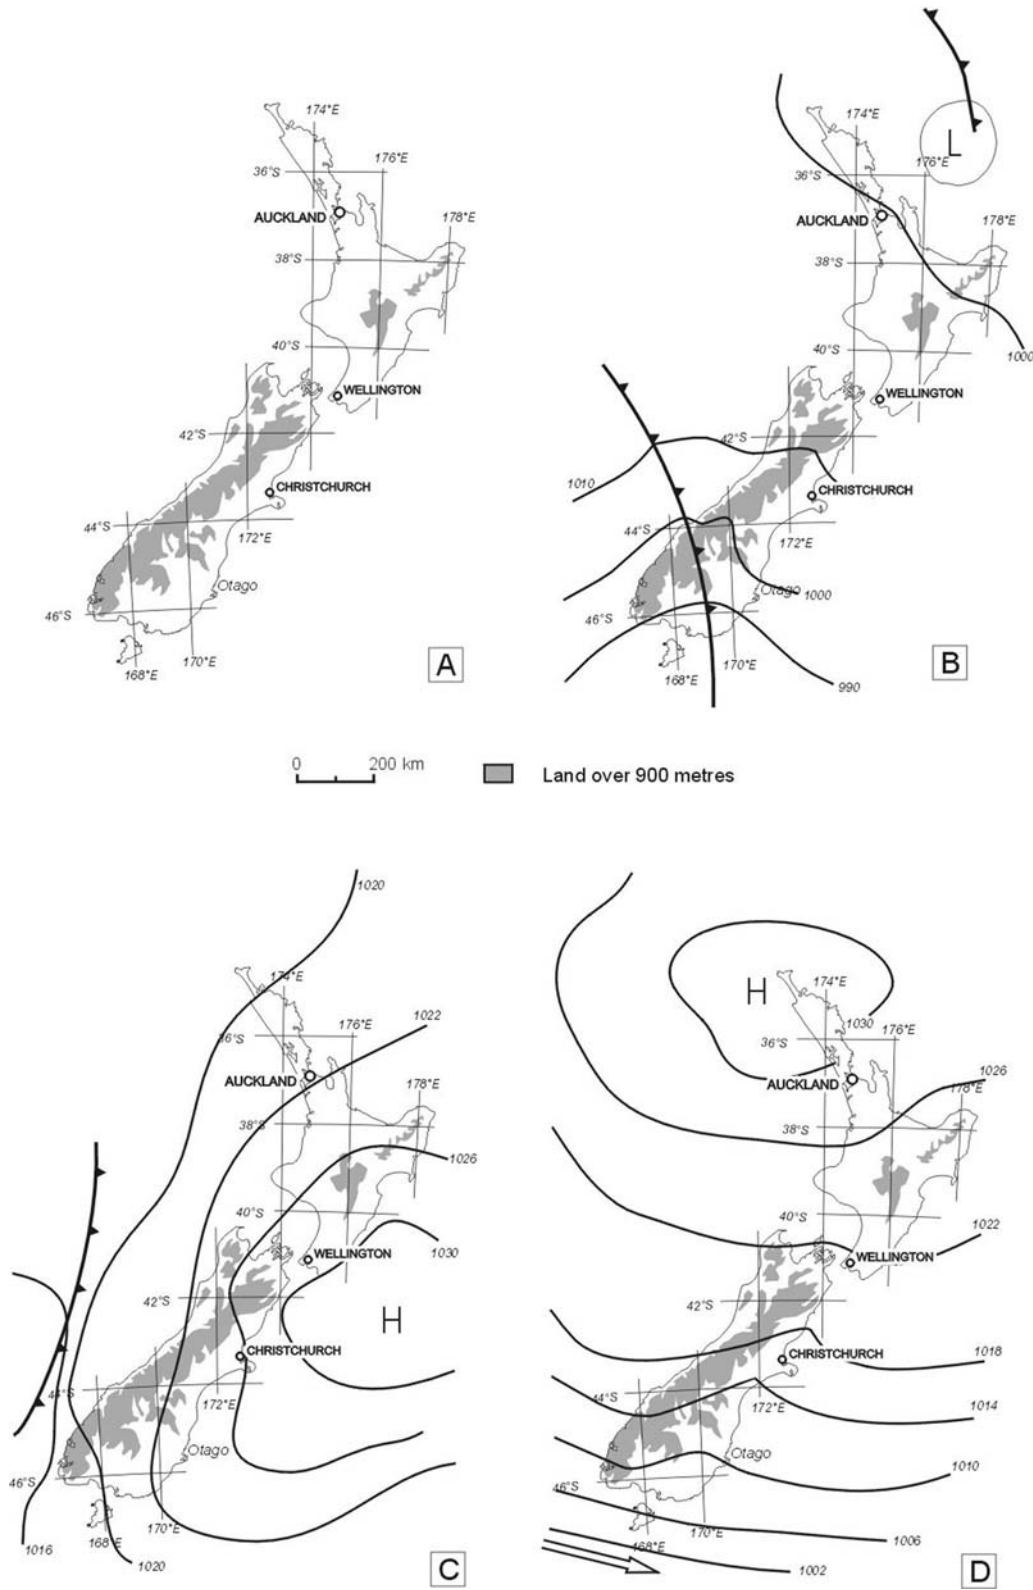 174°E
176°E
36°S
AUCKLAND
178°E
38°S
40°S
WELLINGTON
42°S
CHRISTCHURCH
44°S
172°E
Otago
46°S
170°E
168°E
A
L
174°E
176°E
36°S
AUCKLAND
178°E
38°S
40°S
1000
WELLINGTON
42°S
1010
CHRISTCHURCH
44°S
172°E
Otago
1000
46°S
170°E
168°E
990
B
0 200 km
Land over 900 metres
1020
174°E
1022
176°E
36°S
AUCKLAND
178°E
38°S
1026
40°S
1030
WELLINGTON
42°S
H
CHRISTCHURCH
44°S
172°E
Otago
46°S
170°E
168°E
1016
1020
C
H
174°E
1030
176°E
36°S
AUCKLAND
1026
178°E
38°S
40°S
1022
WELLINGTON
42°S
CHRISTCHURCH
1018
44°S
172°E
1014
Otago
1010
46°S
170°E
168°E
1006
1002
D